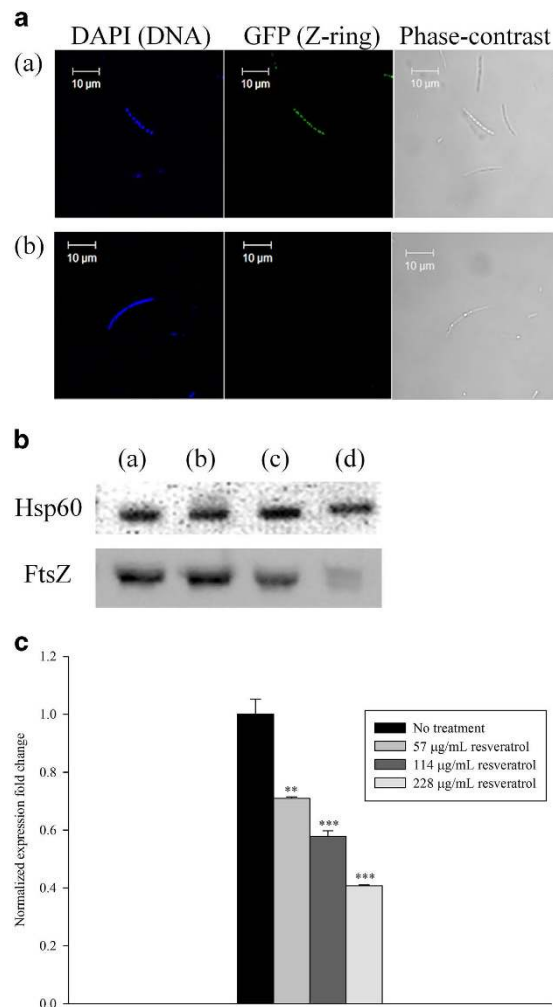 a
DAPI (DNA) GFP (Z-ring) Phase-contrast
(a)
10 µm 10 µm 10 µm
(b)
10 µm 10 µm 10 µm
b
(a) (b) (c) (d)
Hsp60
FtsZ
c
Normalized expression fold change
1.2
1.0
0.8
0.6
0.4
0.2
0.0
**
***
***
No treatment
57 µg/mL resveratrol
114 µg/mL resveratrol
228 µg/mL resveratrol